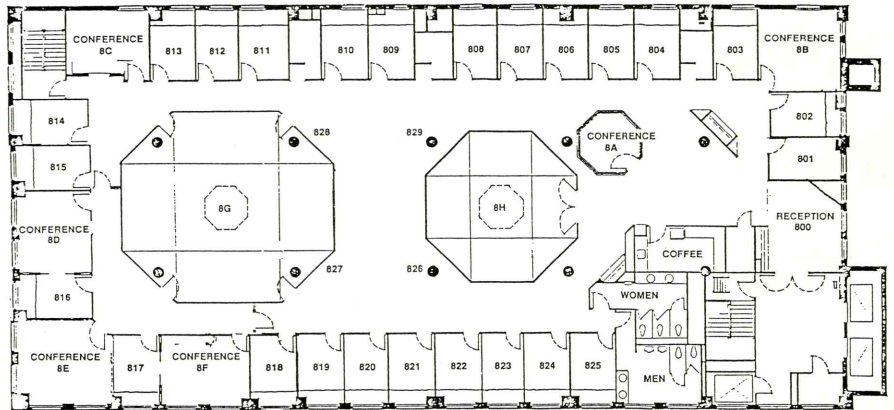 CONFERENCE
8C
813
812
811
810
809
808
807
806
805
804
803
CONFERENCE
8B
814
802
828
829
CONFERENCE
8A
815
801
8G
8H
CONFERENCE
8D
RECEPTION
800
COFFEE
827
826
816
WOMEN
CONFERENCE
8E
817
CONFERENCE
8F
818
819
820
821
822
823
824
825
MEN